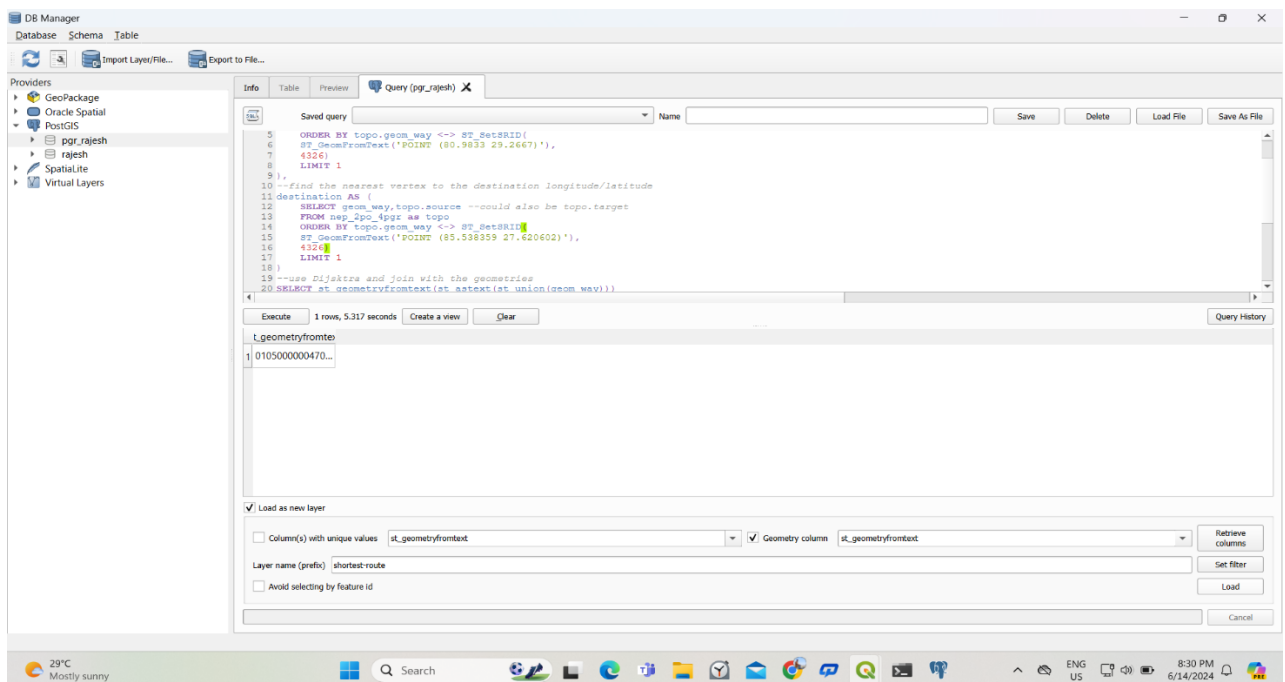 DB Manager
Database Schema Table
Import Layer/File... Export to File...
Providers
GeoPackage
Oracle Spatial
PostGIS
pgr_rajesh
rajesh
SpatiaLite
Virtual Layers
Info Table Preview Query (pgr_rajesh)
Saved query Name Save Delete Load File Save As File
5 ORDER BY topo.geom_way <-> ST_SetSRID(
6 ST_GeomFromText('POINT (80.9833 29.2667)'),
7 4326)
8 LIMIT 1
9 ),
10 --find the nearest vertex to the destination longitude/latitude
11 destination AS (
12 SELECT geom_way,topo.source --could also be topo.target
13 FROM nep_2po_4pgr as topo
14 ORDER BY topo.geom_way <-> ST_SetSRID(
15 ST_GeomFromText('POINT (85.538359 27.620602)'),
16 4326)
17 LIMIT 1
18 )
19 --use Dijsktra and join with the geometries
20 SELECT st_geometryfromtext(st_astext(st_union(geom_way)))
Execute 1 rows, 5.317 seconds Create a view Clear Query History
t_geometryfromtex
1 0105000000470...
Load as new layer
Column(s) with unique values st_geometryfromtext Geometry column st_geometryfromtext Retrieve columns
Layer name (prefix) shortest-route Set filter
Avoid selecting by feature id Load
Cancel
29°C
Mostly sunny
Search
ENG
US
8:30 PM
6/14/2024
PRE